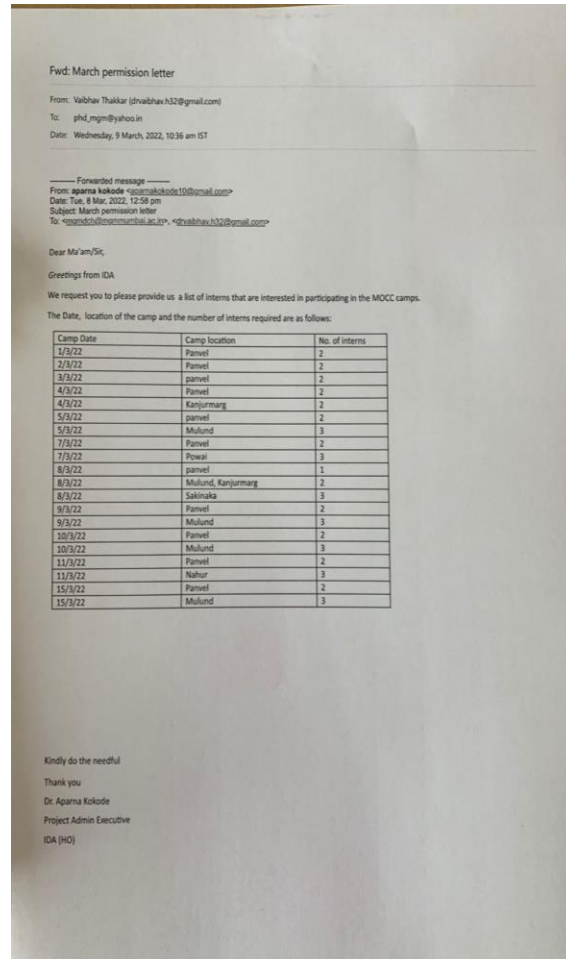 Fwd: March permission letter
From: Vaibhav Thakkar (drvaibhav.h32@gmail.com)
To: phd_mgm@yahoo.in
Date: Wednesday, 9 March, 2022, 10:36 am IST
——— Forwarded message ———
From: aparna kokode <aparnakokode10@gmail.com>
Date: Tue, 8 Mar, 2022, 12:58 pm
Subject: March permission letter
To: <mgmdch@mgmmumbai.ac.in>, <drvaibhav.h32@gmail.com>
Dear Ma'am/Sir,
Greetings from IDA
We request you to please provide us a list of interns that are interested in participating in the MOCC camps.
The Date, location of the camp and the number of interns required are as follows:
Camp Date Camp location No. of interns
1/3/22 Panvel 2
2/3/22 Panvel 2
3/3/22 panvel 2
4/3/22 Panvel 2
4/3/22 Kanjurmarg 2
5/3/22 panvel 2
5/3/22 Mulund 3
7/3/22 Panvel 2
7/3/22 Powai 3
8/3/22 panvel 1
8/3/22 Mulund, Kanjurmarg 2
8/3/22 Sakinaka 3
9/3/22 Panvel 2
9/3/22 Mulund 3
10/3/22 Panvel 2
10/3/22 Mulund 3
11/3/22 Panvel 2
11/3/22 Nahur 3
15/3/22 Panvel 2
15/3/22 Mulund 3
Kindly do the needful
Thank you
Dr. Aparna Kokode
Project Admin Executive
IDA (HO)